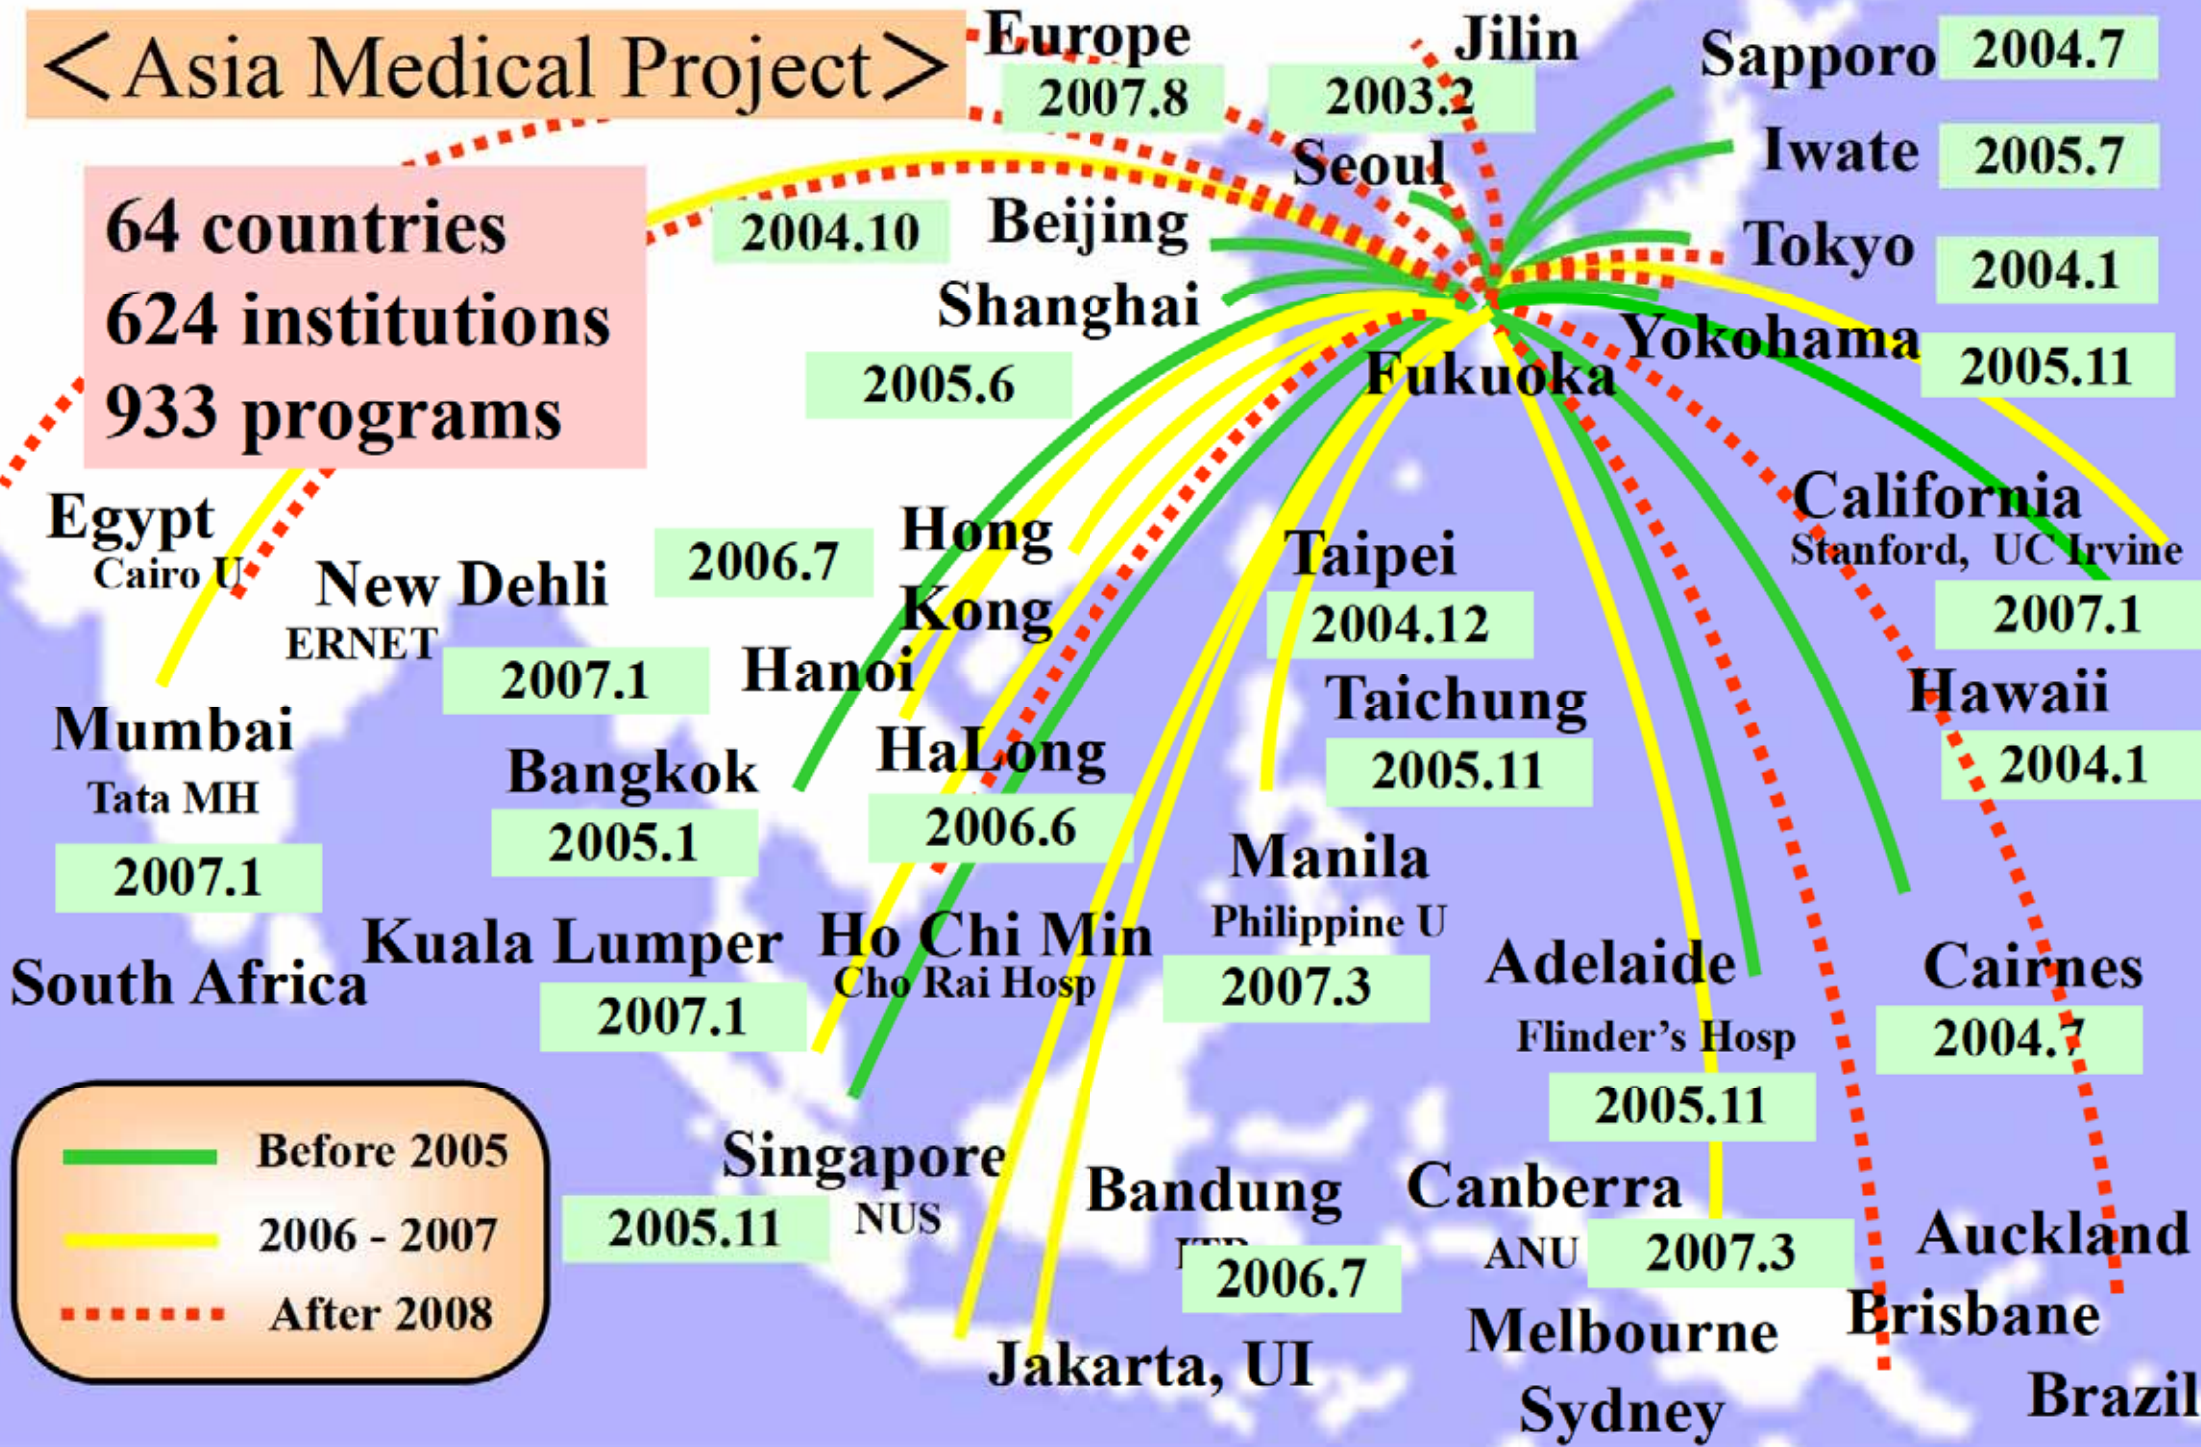 <Asia Medical Project>
64 countries
624 institutions
933 programs
Europe
2007.8
Jilin
2003.2
Seoul
Sapporo 2004.7
Iwate 2005.7
Tokyo 2004.1
Yokohama 2005.11
Fukuoka
2004.10 Beijing
Shanghai
2005.6
Egypt
Cairo U
New Dehli
ERNET
2007.1
2006.7
Hong
Kong
Hanoi
HaLong
2006.6
Taipei
2004.12
Taichung
2005.11
California
Stanford, UC Irvine
2007.1
Hawaii
2004.1
Mumbai
Tata MH
2007.1
Bangkok
2005.1
South Africa
Kuala Lumper
2007.1
Ho Chi Min
Cho Rai Hosp
Manila
Philippine U
2007.3
Adelaide
Flinder's Hosp
2005.11
Cairnes
2004.7
Singapore
NUS
2005.11
Bandung
2006.7
Jakarta, UI
Canberra
ANU 2007.3
Melbourne
Sydney
Auckland
Brisbane
Brazil
Before 2005
2006 - 2007
After 2008